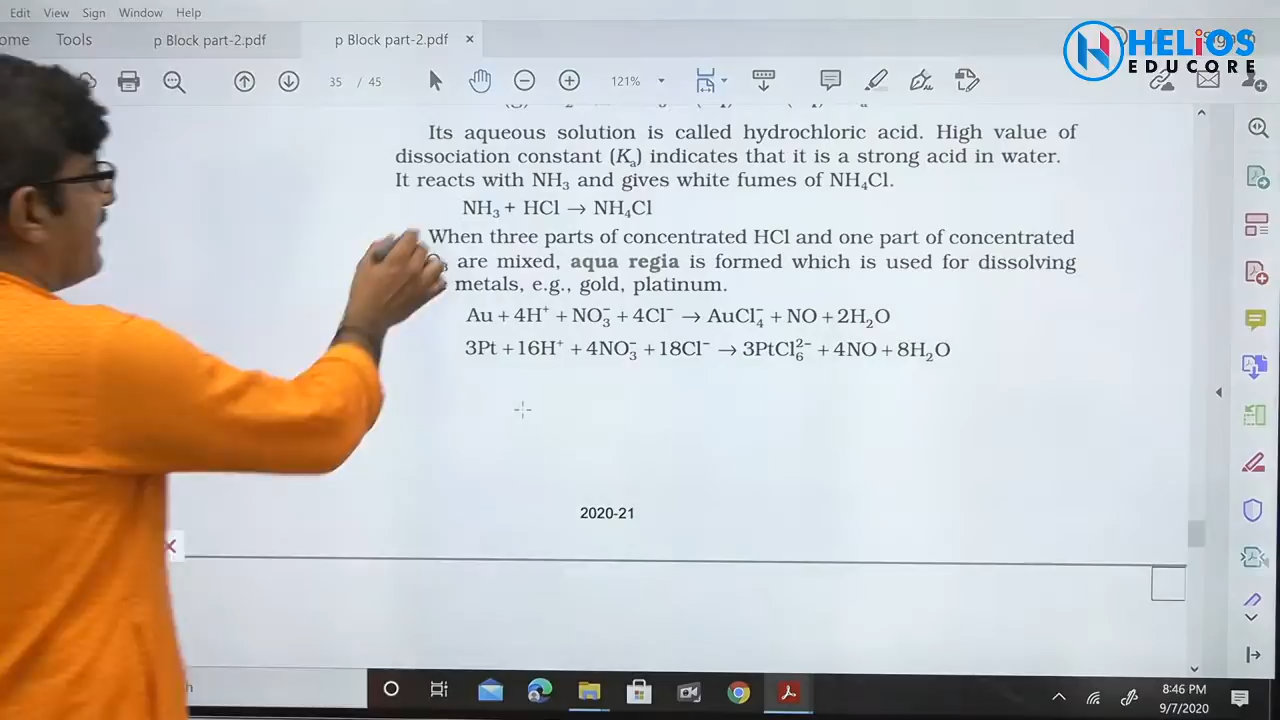 Edit View Sign Window Help
ome Tools p Block part-2.pdf p Block part-2.pdf ×
HELiOS
EDUCORE
35 / 45 121%
Its aqueous solution is called hydrochloric acid. High value of
dissociation constant (Kₐ) indicates that it is a strong acid in water.
It reacts with NH₃ and gives white fumes of NH₄Cl.
NH₃ + HCl → NH₄Cl
When three parts of concentrated HCl and one part of concentrated
are mixed, aqua regia is formed which is used for dissolving
metals, e.g., gold, platinum.
Au + 4H⁺ + NO₃⁻ + 4Cl⁻ → AuCl₄⁻ + NO + 2H₂O
3Pt + 16H⁺ + 4NO₃⁻ + 18Cl⁻ → 3PtCl₆²⁻ + 4NO + 8H₂O
2020-21
8:46 PM
9/7/2020